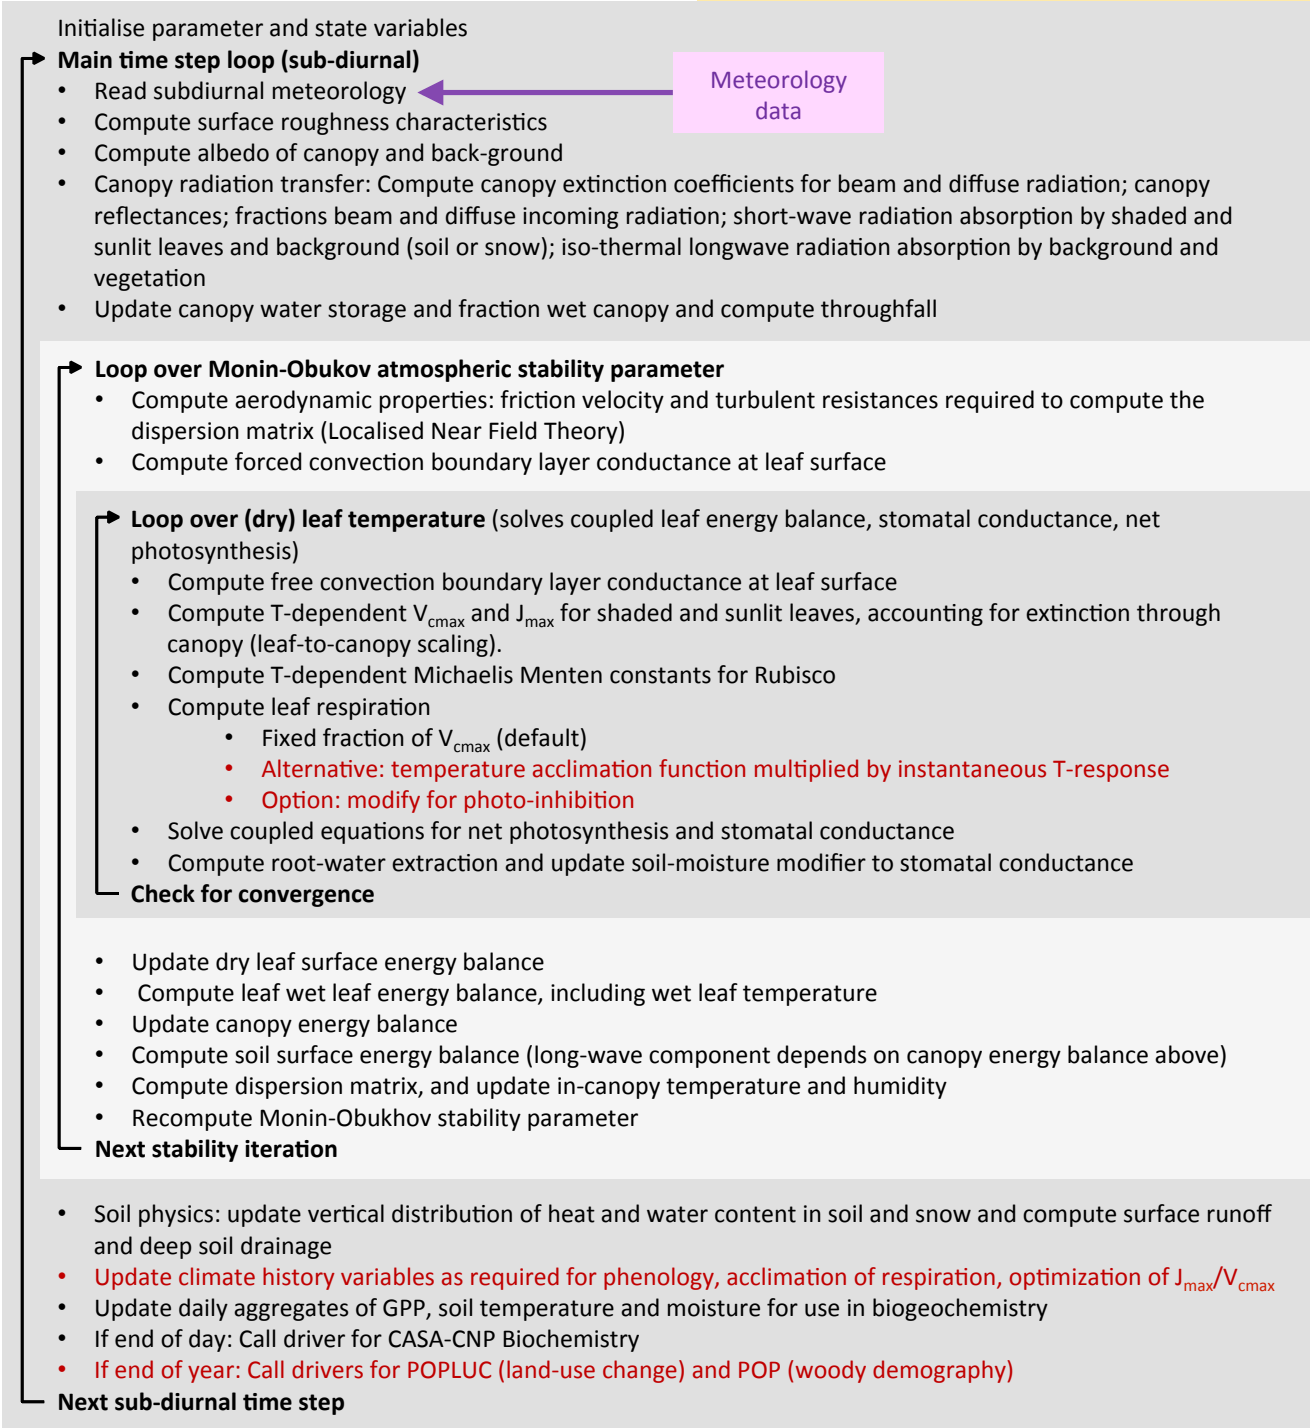 Initialise parameter and state variables
Main time step loop (sub-diurnal)
• Read subdiurnal meteorology
Meteorology
data
• Compute surface roughness characteristics
• Compute albedo of canopy and back-ground
• Canopy radiation transfer: Compute canopy extinction coefficients for beam and diffuse radiation; canopy
reflectances; fractions beam and diffuse incoming radiation; short-wave radiation absorption by shaded and
sunlit leaves and background (soil or snow); iso-thermal longwave radiation absorption by background and
vegetation
• Update canopy water storage and fraction wet canopy and compute throughfall
Loop over Monin-Obukov atmospheric stability parameter
• Compute aerodynamic properties: friction velocity and turbulent resistances required to compute the
dispersion matrix (Localised Near Field Theory)
• Compute forced convection boundary layer conductance at leaf surface
Loop over (dry) leaf temperature (solves coupled leaf energy balance, stomatal conductance, net
photosynthesis)
• Compute free convection boundary layer conductance at leaf surface
• Compute T-dependent Vcmax and Jmax for shaded and sunlit leaves, accounting for extinction through
canopy (leaf-to-canopy scaling).
• Compute T-dependent Michaelis Menten constants for Rubisco
• Compute leaf respiration
• Fixed fraction of Vcmax (default)
• Alternative: temperature acclimation function multiplied by instantaneous T-response
• Option: modify for photo-inhibition
• Solve coupled equations for net photosynthesis and stomatal conductance
• Compute root-water extraction and update soil-moisture modifier to stomatal conductance
Check for convergence
• Update dry leaf surface energy balance
• Compute leaf wet leaf energy balance, including wet leaf temperature
• Update canopy energy balance
• Compute soil surface energy balance (long-wave component depends on canopy energy balance above)
• Compute dispersion matrix, and update in-canopy temperature and humidity
• Recompute Monin-Obukhov stability parameter
Next stability iteration
• Soil physics: update vertical distribution of heat and water content in soil and snow and compute surface runoff
and deep soil drainage
• Update climate history variables as required for phenology, acclimation of respiration, optimization of Jmax/Vcmax
• Update daily aggregates of GPP, soil temperature and moisture for use in biogeochemistry
• If end of day: Call driver for CASA-CNP Biochemistry
• If end of year: Call drivers for POPLUC (land-use change) and POP (woody demography)
Next sub-diurnal time step